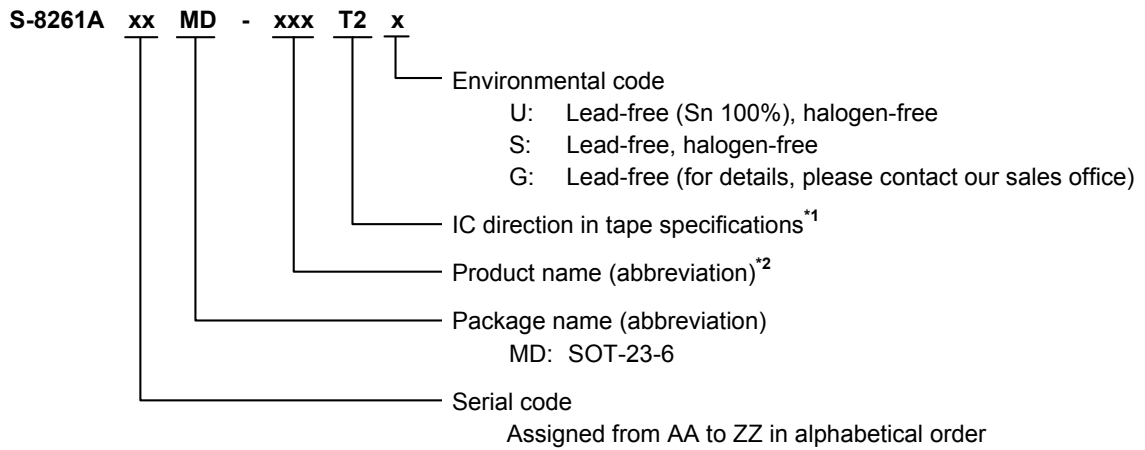 S-8261A xx MD - xxx T2 x
Environmental code
U: Lead-free (Sn 100%), halogen-free
S: Lead-free, halogen-free
G: Lead-free (for details, please contact our sales office)
IC direction in tape specifications*1
Product name (abbreviation)*2
Package name (abbreviation)
MD: SOT-23-6
Serial code
Assigned from AA to ZZ in alphabetical order